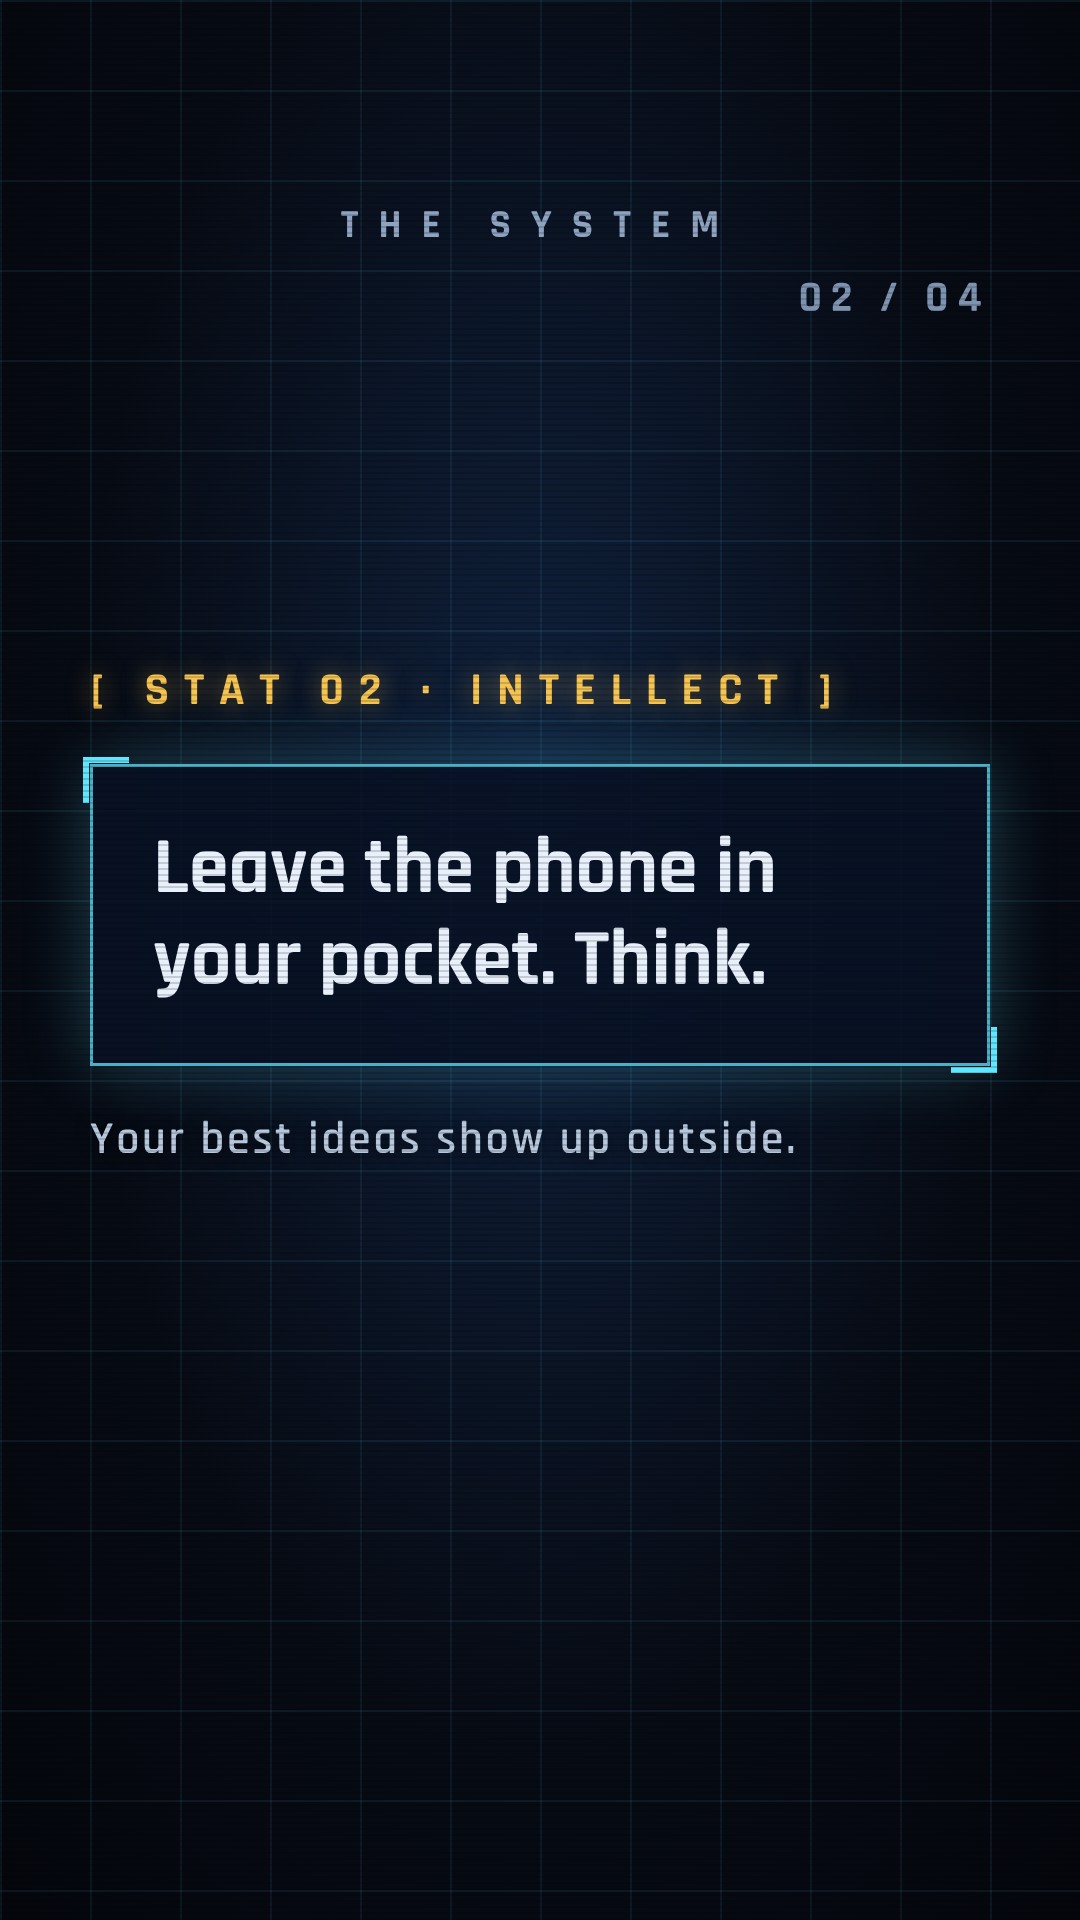 THE SYSTEM
02 / 04
[ STAT 02 · INTELLECT ]
Leave the phone in
your pocket. Think.
Your best ideas show up outside.